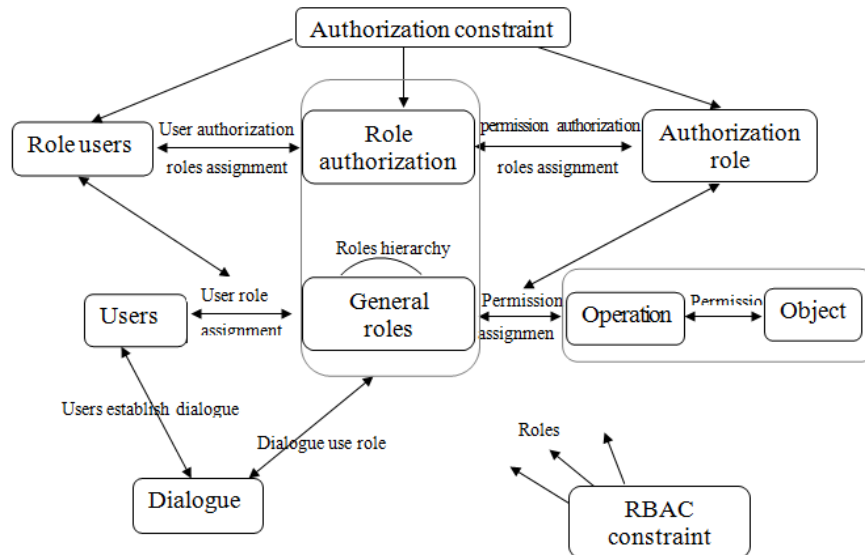 Authorization constraint
Role users
User authorization
roles assignment
Role
authorization
permission authorization
roles assignment
Authorization
role
Roles hierarchy
Users
User role
assignment
General
roles
Permission
assignmen
Operation
Permissio
Object
Users establish dialogue
Dialogue use role
Roles
Dialogue
RBAC
constraint